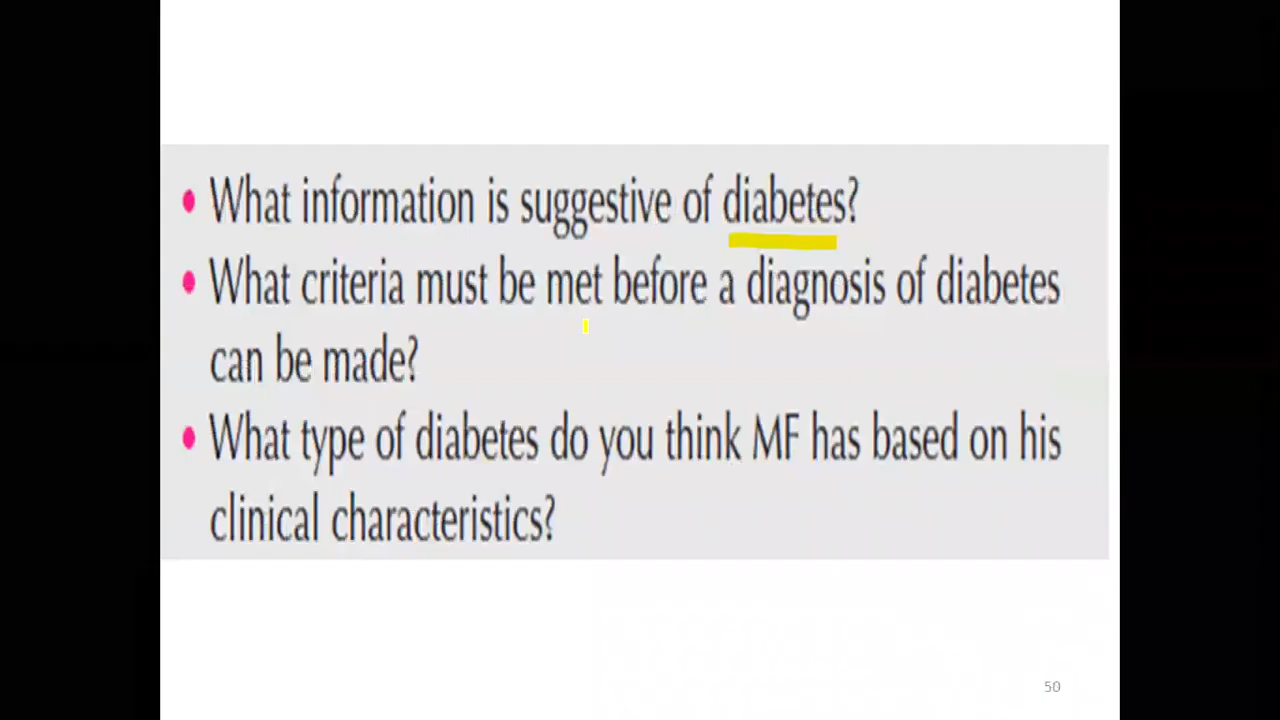 • What information is suggestive of diabetes?
• What criteria must be met before a diagnosis of diabetes
can be made?
• What type of diabetes do you think MF has based on his
clinical characteristics?
50